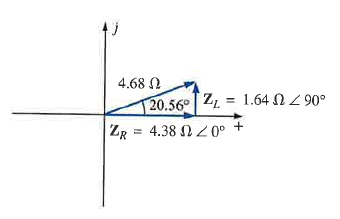 j
4.68 Ω
20.56°
Z_L = 1.64 Ω ∠ 90°
Z_R = 4.38 Ω ∠ 0° +